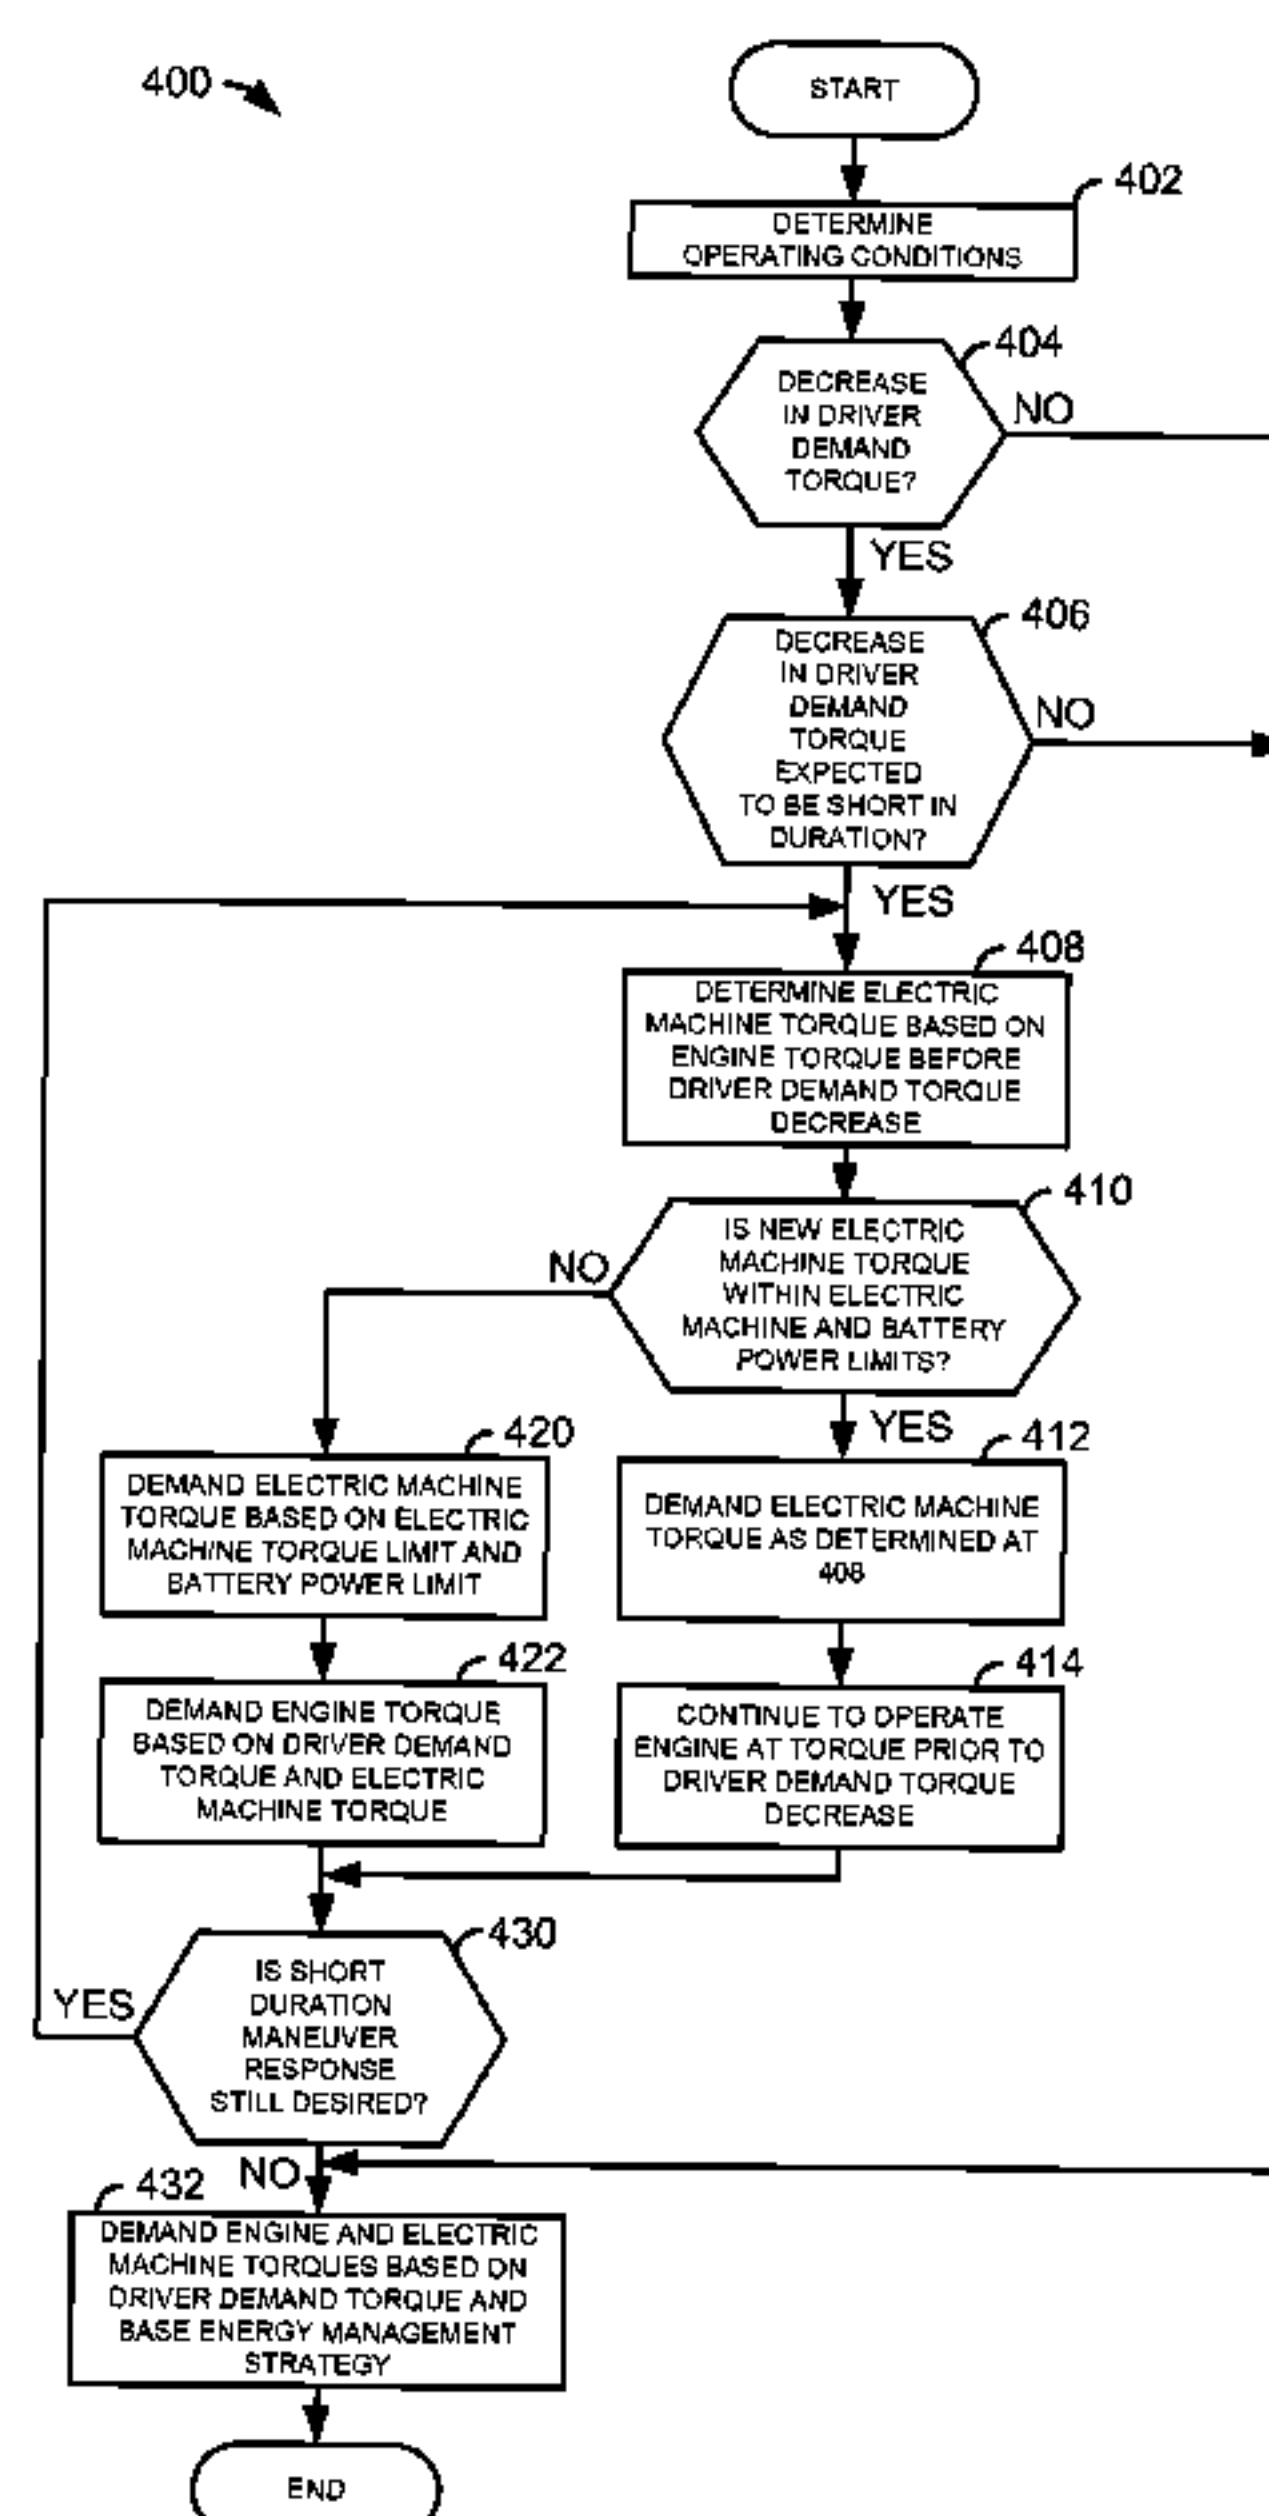 400
START
402
DETERMINE
OPERATING CONDITIONS
404
DECREASE
IN DRIVER
DEMAND
TORQUE?
NO
YES
406
DECREASE
IN DRIVER
DEMAND
TORQUE
EXPECTED
TO BE SHORT IN
DURATION?
NO
YES
408
DETERMINE ELECTRIC
MACHINE TORQUE BASED ON
ENGINE TORQUE BEFORE
DRIVER DEMAND TORQUE
DECREASE
410
IS NEW ELECTRIC
MACHINE TORQUE
WITHIN ELECTRIC
MACHINE AND BATTERY
POWER LIMITS?
NO
YES
420
DEMAND ELECTRIC MACHINE
TORQUE BASED ON ELECTRIC
MACHINE TORQUE LIMIT AND
BATTERY POWER LIMIT
412
DEMAND ELECTRIC MACHINE
TORQUE AS DETERMINED AT
408
422
DEMAND ENGINE TORQUE
BASED ON DRIVER DEMAND
TORQUE AND ELECTRIC
MACHINE TORQUE
414
CONTINUE TO OPERATE
ENGINE AT TORQUE PRIOR TO
DRIVER DEMAND TORQUE
DECREASE
430
IS SHORT
DURATION
MANEUVER
RESPONSE
STILL DESIRED?
YES
NO
432
DEMAND ENGINE AND ELECTRIC
MACHINE TORQUES BASED ON
DRIVER DEMAND TORQUE AND
BASE ENERGY MANAGEMENT
STRATEGY
END